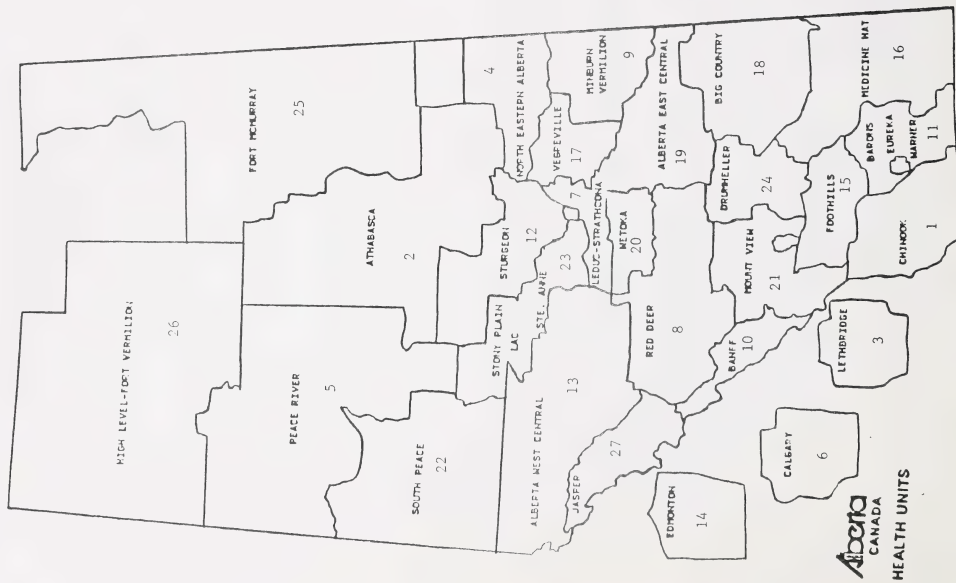 HIGH LEVEL-FORT VERMILION
26
FORT MCMURRAY
25
PEACE RIVER
5
ATHABASCA
2
SOUTH PEACE
22
4
NORTH EASTERN ALBERTA
STURGEON
12
STONY PLAIN
LAC
STE. ANNE
23
VEGREVILLE
17
MINBURN
VERMILION
9
7
LEDUC-STRATHCONA
ALBERTA WEST CENTRAL
13
WETOKA
20
ALBERTA EAST CENTRAL
19
JASPER
27
RED DEER
8
DRUMHELLER
24
BIG COUNTRY
18
BANFF
10
MOUNT VIEW
21
FOOTHILLS
15
MEDICINE HAT
16
BARONS
EUREKA
WARNER
11
CHINOOK
1
EDMONTON
14
CALGARY
6
LETHBRIDGE
3
Alberta
CANADA
HEALTH UNITS